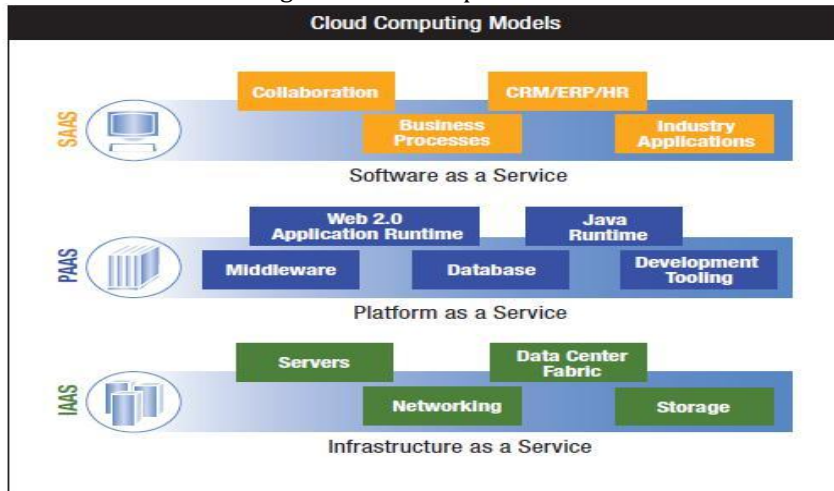 Cloud Computing Models
Collaboration
CRM/ERP/HR
Business
Processes
Industry
Applications
SAAS
Software as a Service
Web 2.0
Application Runtime
Java
Runtime
Middleware
Database
Development
Tooling
PAAS
Platform as a Service
Servers
Data Center
Fabric
Networking
Storage
IAAS
Infrastructure as a Service